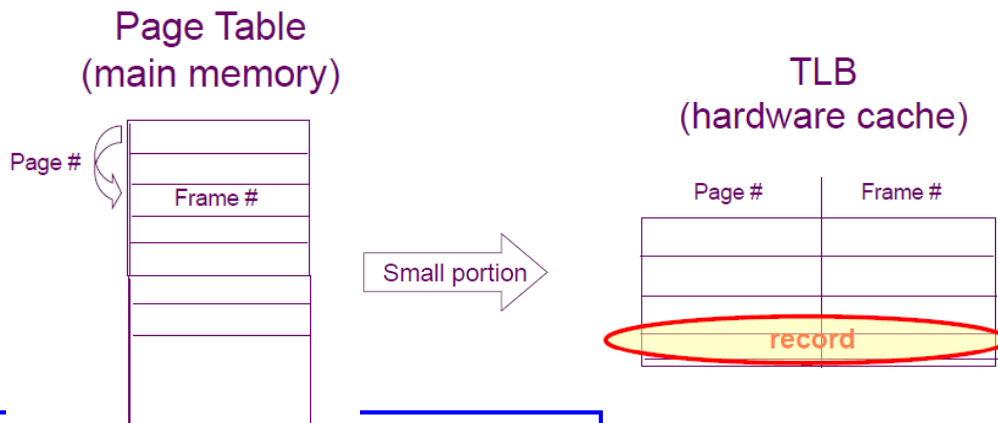 Page Table
(main memory)
TLB
(hardware cache)
Page #
Frame #
Small portion
Page # Frame #
record